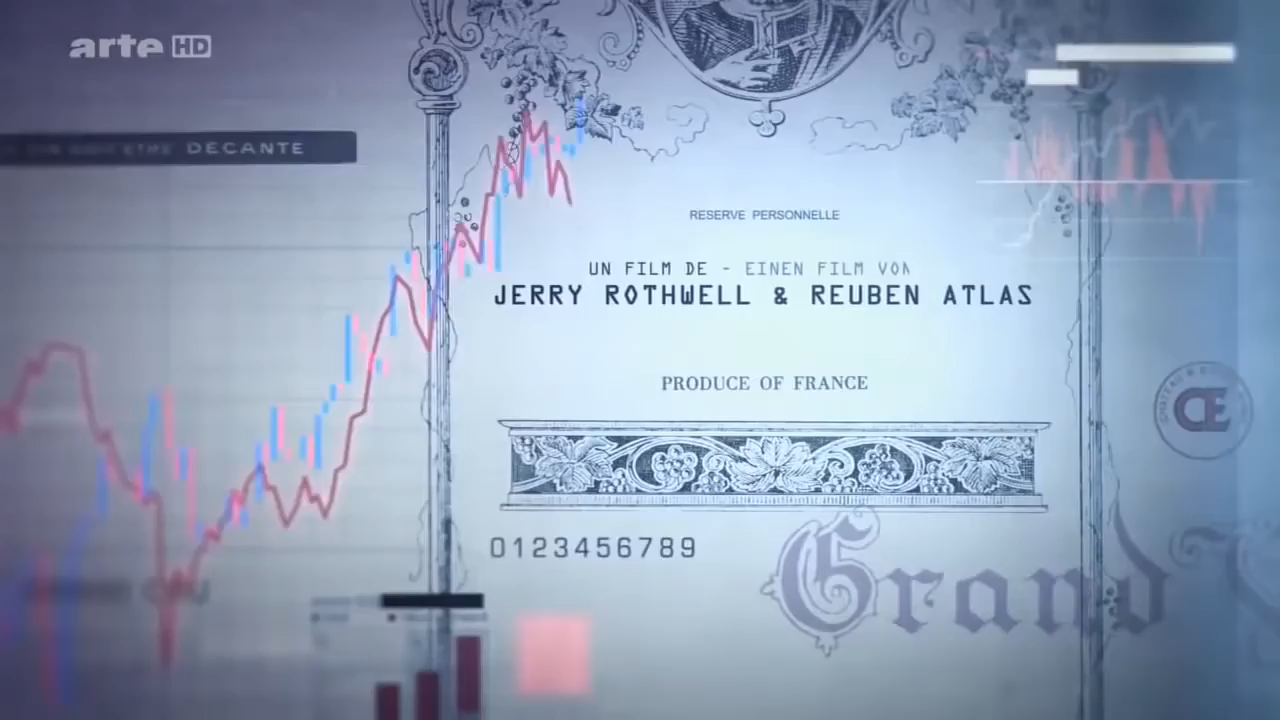 arte HD
DECANTE
RESERVE PERSONNELLE
UN FILM DE - EINEN FILM VON
JERRY ROTHWELL & REUBEN ATLAS
PRODUCE OF FRANCE
0123456789
Grand